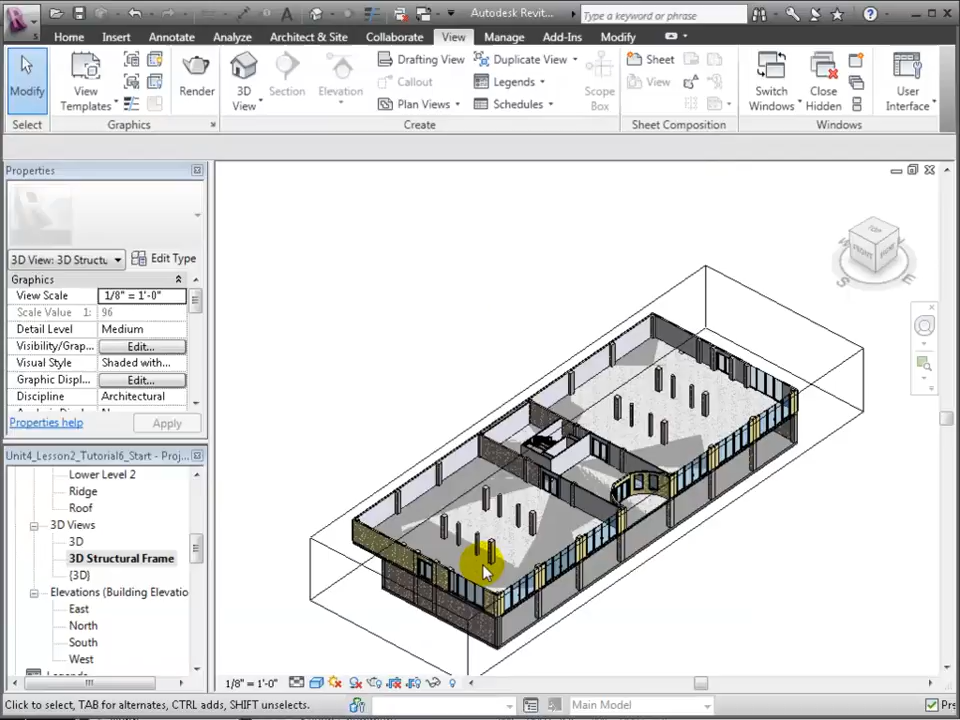 Autodesk Revit...
Type a keyword or phrase
Home Insert Annotate Analyze Architect & Site Collaborate View Manage Add-Ins Modify
Modify
View Templates
Render
3D View
Section
Elevation
Drafting View
Callout
Plan Views
Duplicate View
Legends
Schedules
Scope Box
Sheet
View
Switch Windows
Close Hidden
User Interface
Select
Graphics
Create
Sheet Composition
Windows
Properties
3D View: 3D Structu
Edit Type
Graphics
View Scale 1/8" = 1'-0"
Scale Value 1: 96
Detail Level Medium
Visibility/Grap... Edit...
Visual Style Shaded with...
Graphic Displ... Edit...
Discipline Architectural
Properties help
Apply
Unit4_Lesson2_Tutorial6_Start - Proj...
Lower Level 2
Ridge
Roof
3D Views
3D
3D Structural Frame
{3D}
Elevations (Building Elevatio
East
North
South
West
TOP
FRONT
S
1/8" = 1'-0"
Click to select, TAB for alternates, CTRL adds, SHIFT unselects.
Main Model